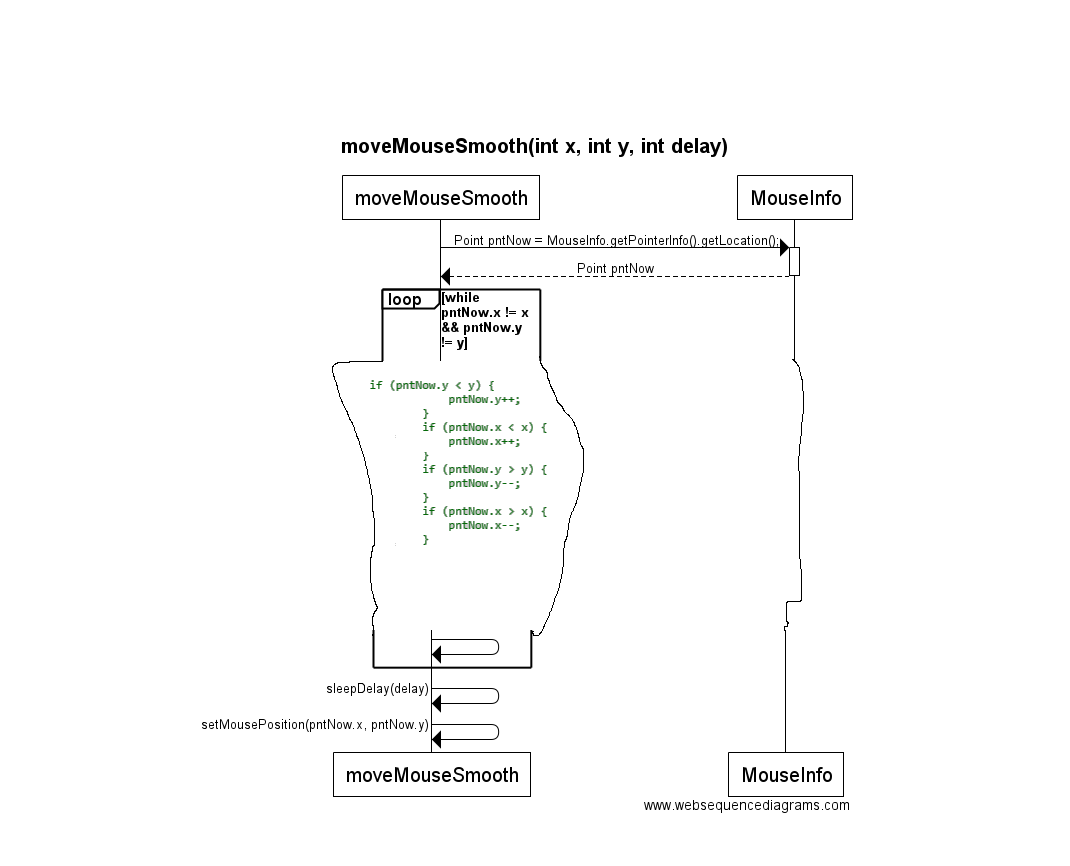 moveMouseSmooth(int x, int y, int delay)
moveMouseSmooth
MouseInfo
Point pntNow = MouseInfo.getPointerInfo().getLocation();
Point pntNow
loop
[while
pntNow.x != x
&& pntNow.y
!= y]
if (pntNow.y < y) {
pntNow.y++;
}
if (pntNow.x < x) {
pntNow.x++;
}
if (pntNow.y > y) {
pntNow.y--;
}
if (pntNow.x > x) {
pntNow.x--;
}
sleepDelay(delay)
setMousePosition(pntNow.x, pntNow.y)
moveMouseSmooth
MouseInfo
www.websequencediagrams.com